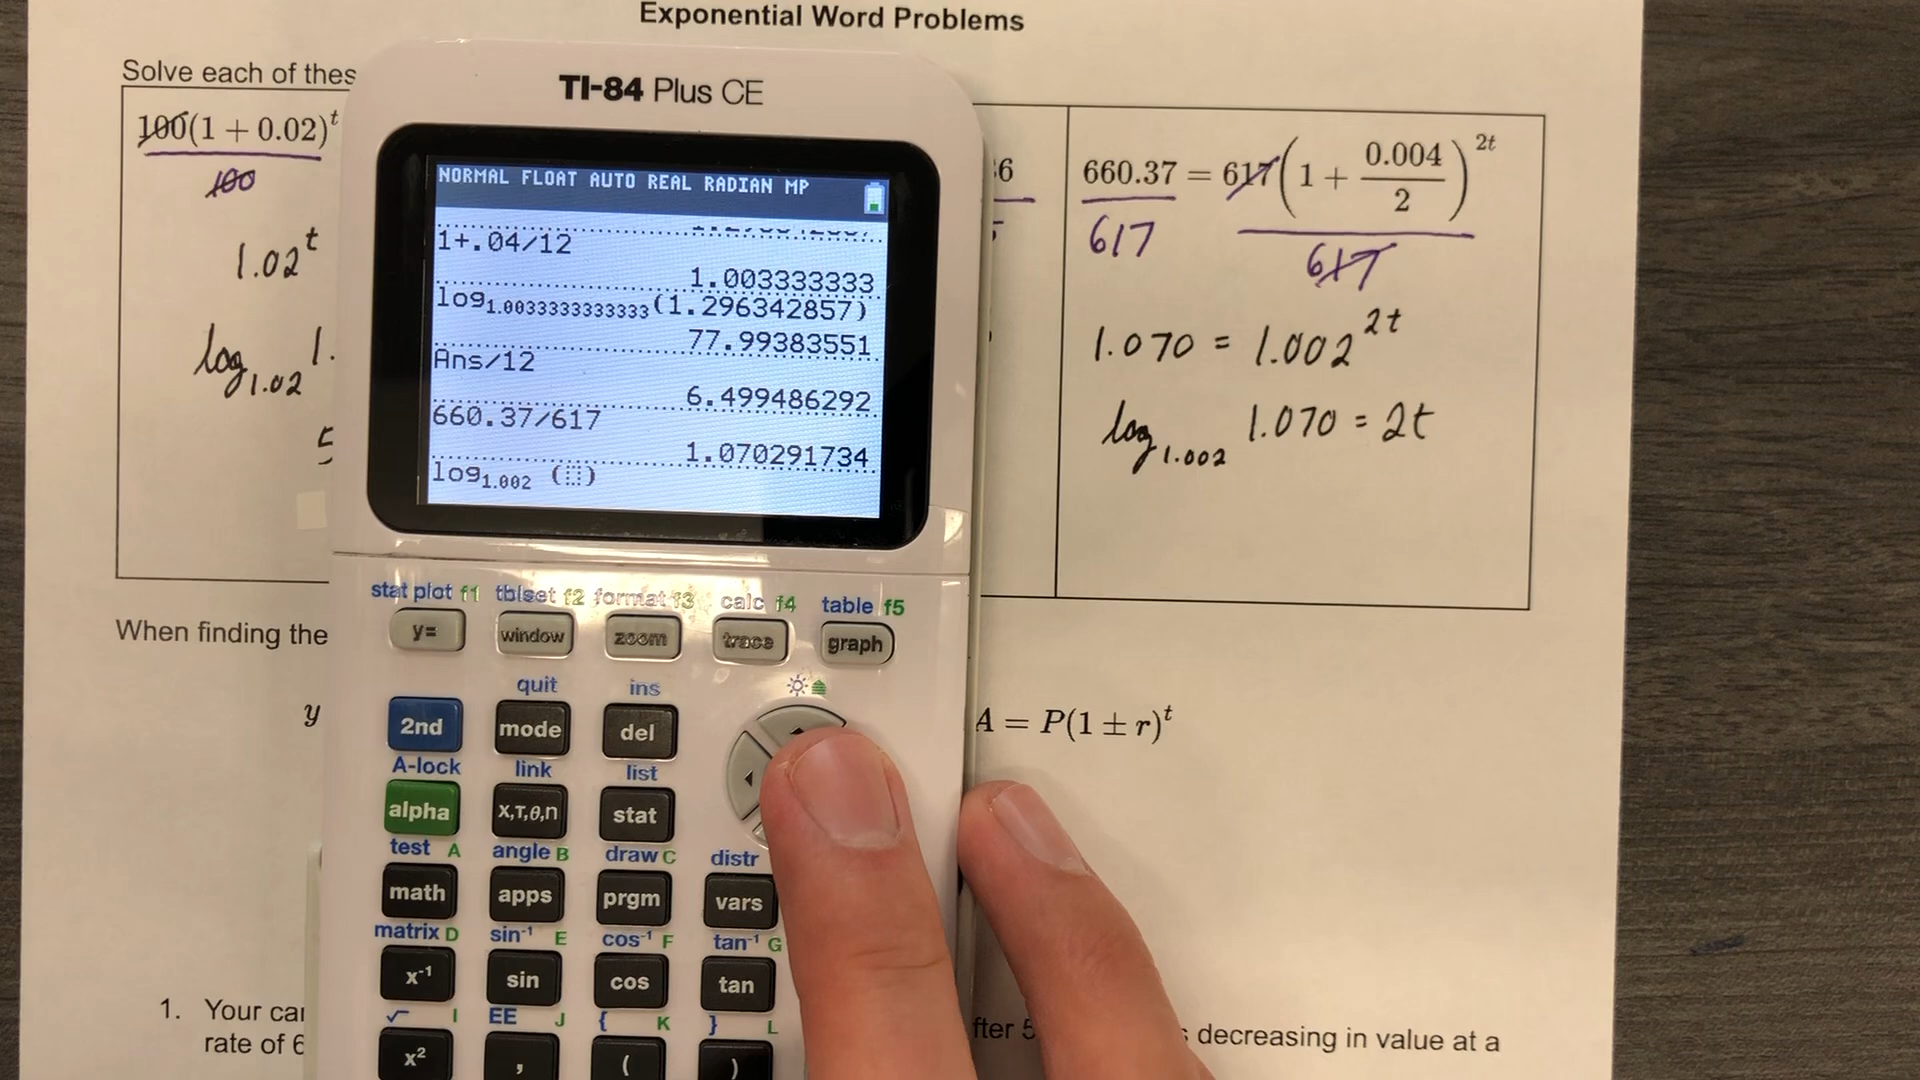 Exponential Word Problems
Solve each of thes
100(1 + 0.02)^t
100
1.02^t
log_1.02 1.
5
6
660.37 = 617(1 + 0.004/2)^2t
617 617
1.070 = 1.002^2t
log_1.002 1.070 = 2t
TI-84 Plus CE
NORMAL FLOAT AUTO REAL RADIAN MP
1+.04/12
1.003333333
log_1.0033333333333(1.296342857)
77.99383551
Ans/12
6.499486292
660.37/617
1.070291734
log_1.002 (
stat plot f1 tblset f2 format f3 calc f4 table f5
y= window zoom trace graph
When finding the
quit ins
2nd mode del
y
A = P(1 ± r)^t
A-lock link list
alpha X,T,θ,n stat
test A angle B draw C distr
math apps prgm vars
matrix D sin⁻¹ E cos⁻¹ F tan⁻¹ G
x⁻¹ sin cos tan
√ I EE J { K } L
x² , ( )
1. Your car
fter 5
decreasing in value at a
rate of 6